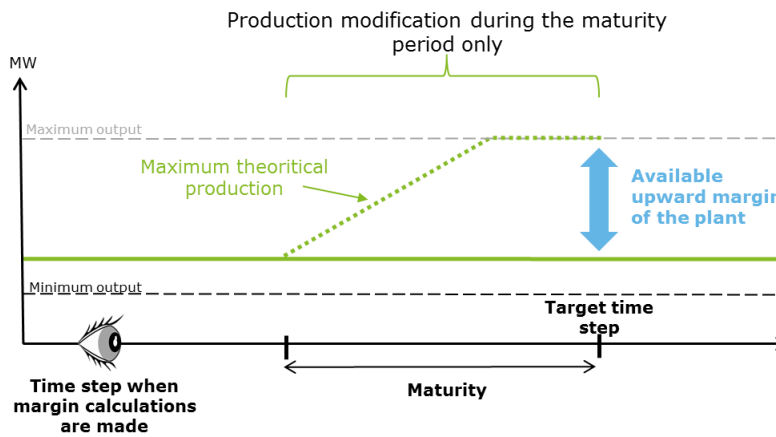 Production modification during the maturity
period only
MW
Maximum output
Maximum theoritical
production
Available
upward margin
of the plant
Minimum output
Target time
step
Time step when
margin calculations
are made
Maturity